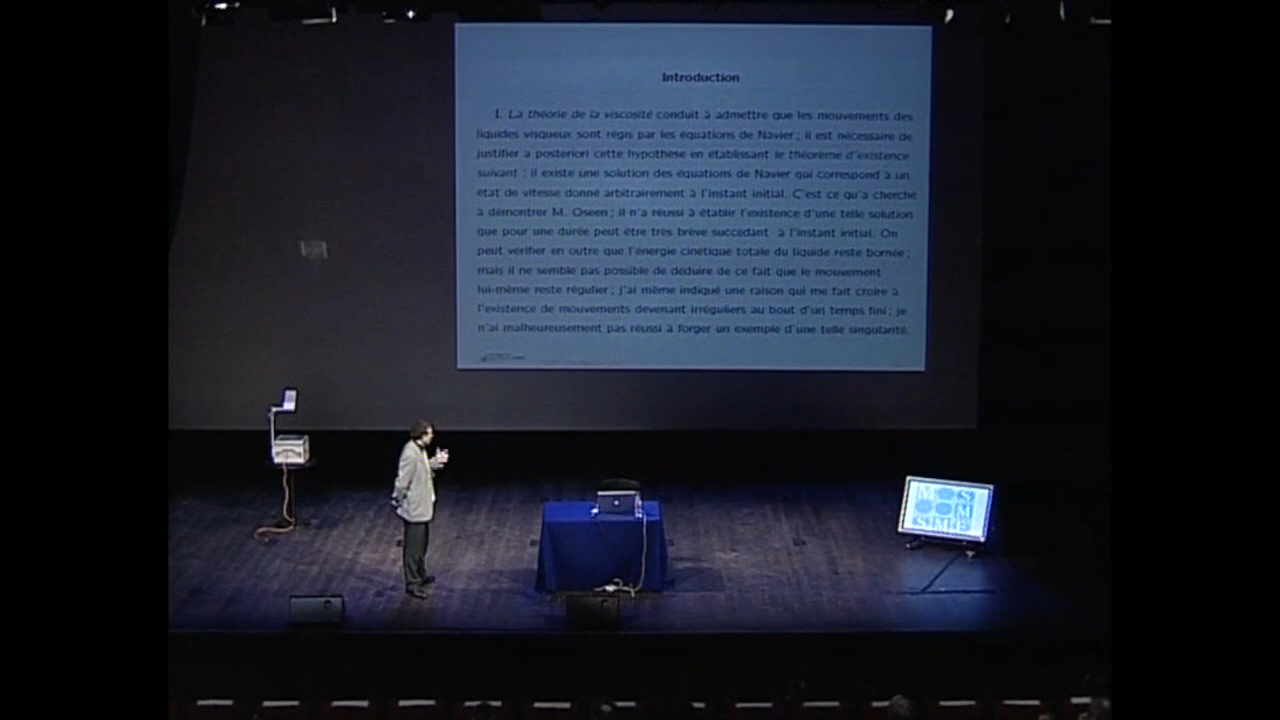 Introduction
I. La théorie de la viscosité conduit à admettre que les mouvements des
liquides visqueux sont régis par les équations de Navier ; il est nécessaire de
justifier a posteriori cette hypothèse en établissant le théorème d'existence
suivant : il existe une solution des équations de Navier qui correspond à un
état de vitesse donné arbitrairement à l'instant initial. C'est ce qu'a cherché
à démontrer M. Oseen ; il n'a réussi à établir l'existence d'une telle solution
que pour une durée peut être très brève succédant à l'instant initial. On
peut vérifier en outre que l'énergie cinétique totale du liquide reste bornée ;
mais il ne semble pas possible de déduire de ce fait que le mouvement
lui-même reste régulier ; j'ai même indiqué une raison qui me fait croire à
l'existence de mouvements devenant irréguliers au bout d'un temps fini ; je
n'ai malheureusement pas réussi à forger un exemple d'une telle singularité.